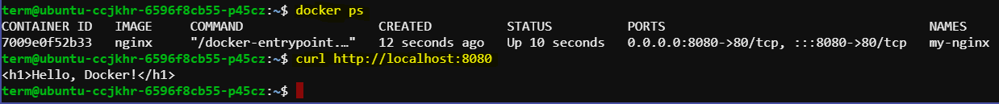 term@ubuntu-ccjkhr-6596f8cb55-p45cz:~$ docker ps
CONTAINER ID   IMAGE   COMMAND   CREATED   STATUS   PORTS   NAMES
7009e0f52b33   nginx   "/docker-entrypoint.…"   12 seconds ago   Up 10 seconds   0.0.0.0:8080->80/tcp, :::8080->80/tcp   my-nginx
term@ubuntu-ccjkhr-6596f8cb55-p45cz:~$ curl http://localhost:8080
<h1>Hello, Docker!</h1>
term@ubuntu-ccjkhr-6596f8cb55-p45cz:~$